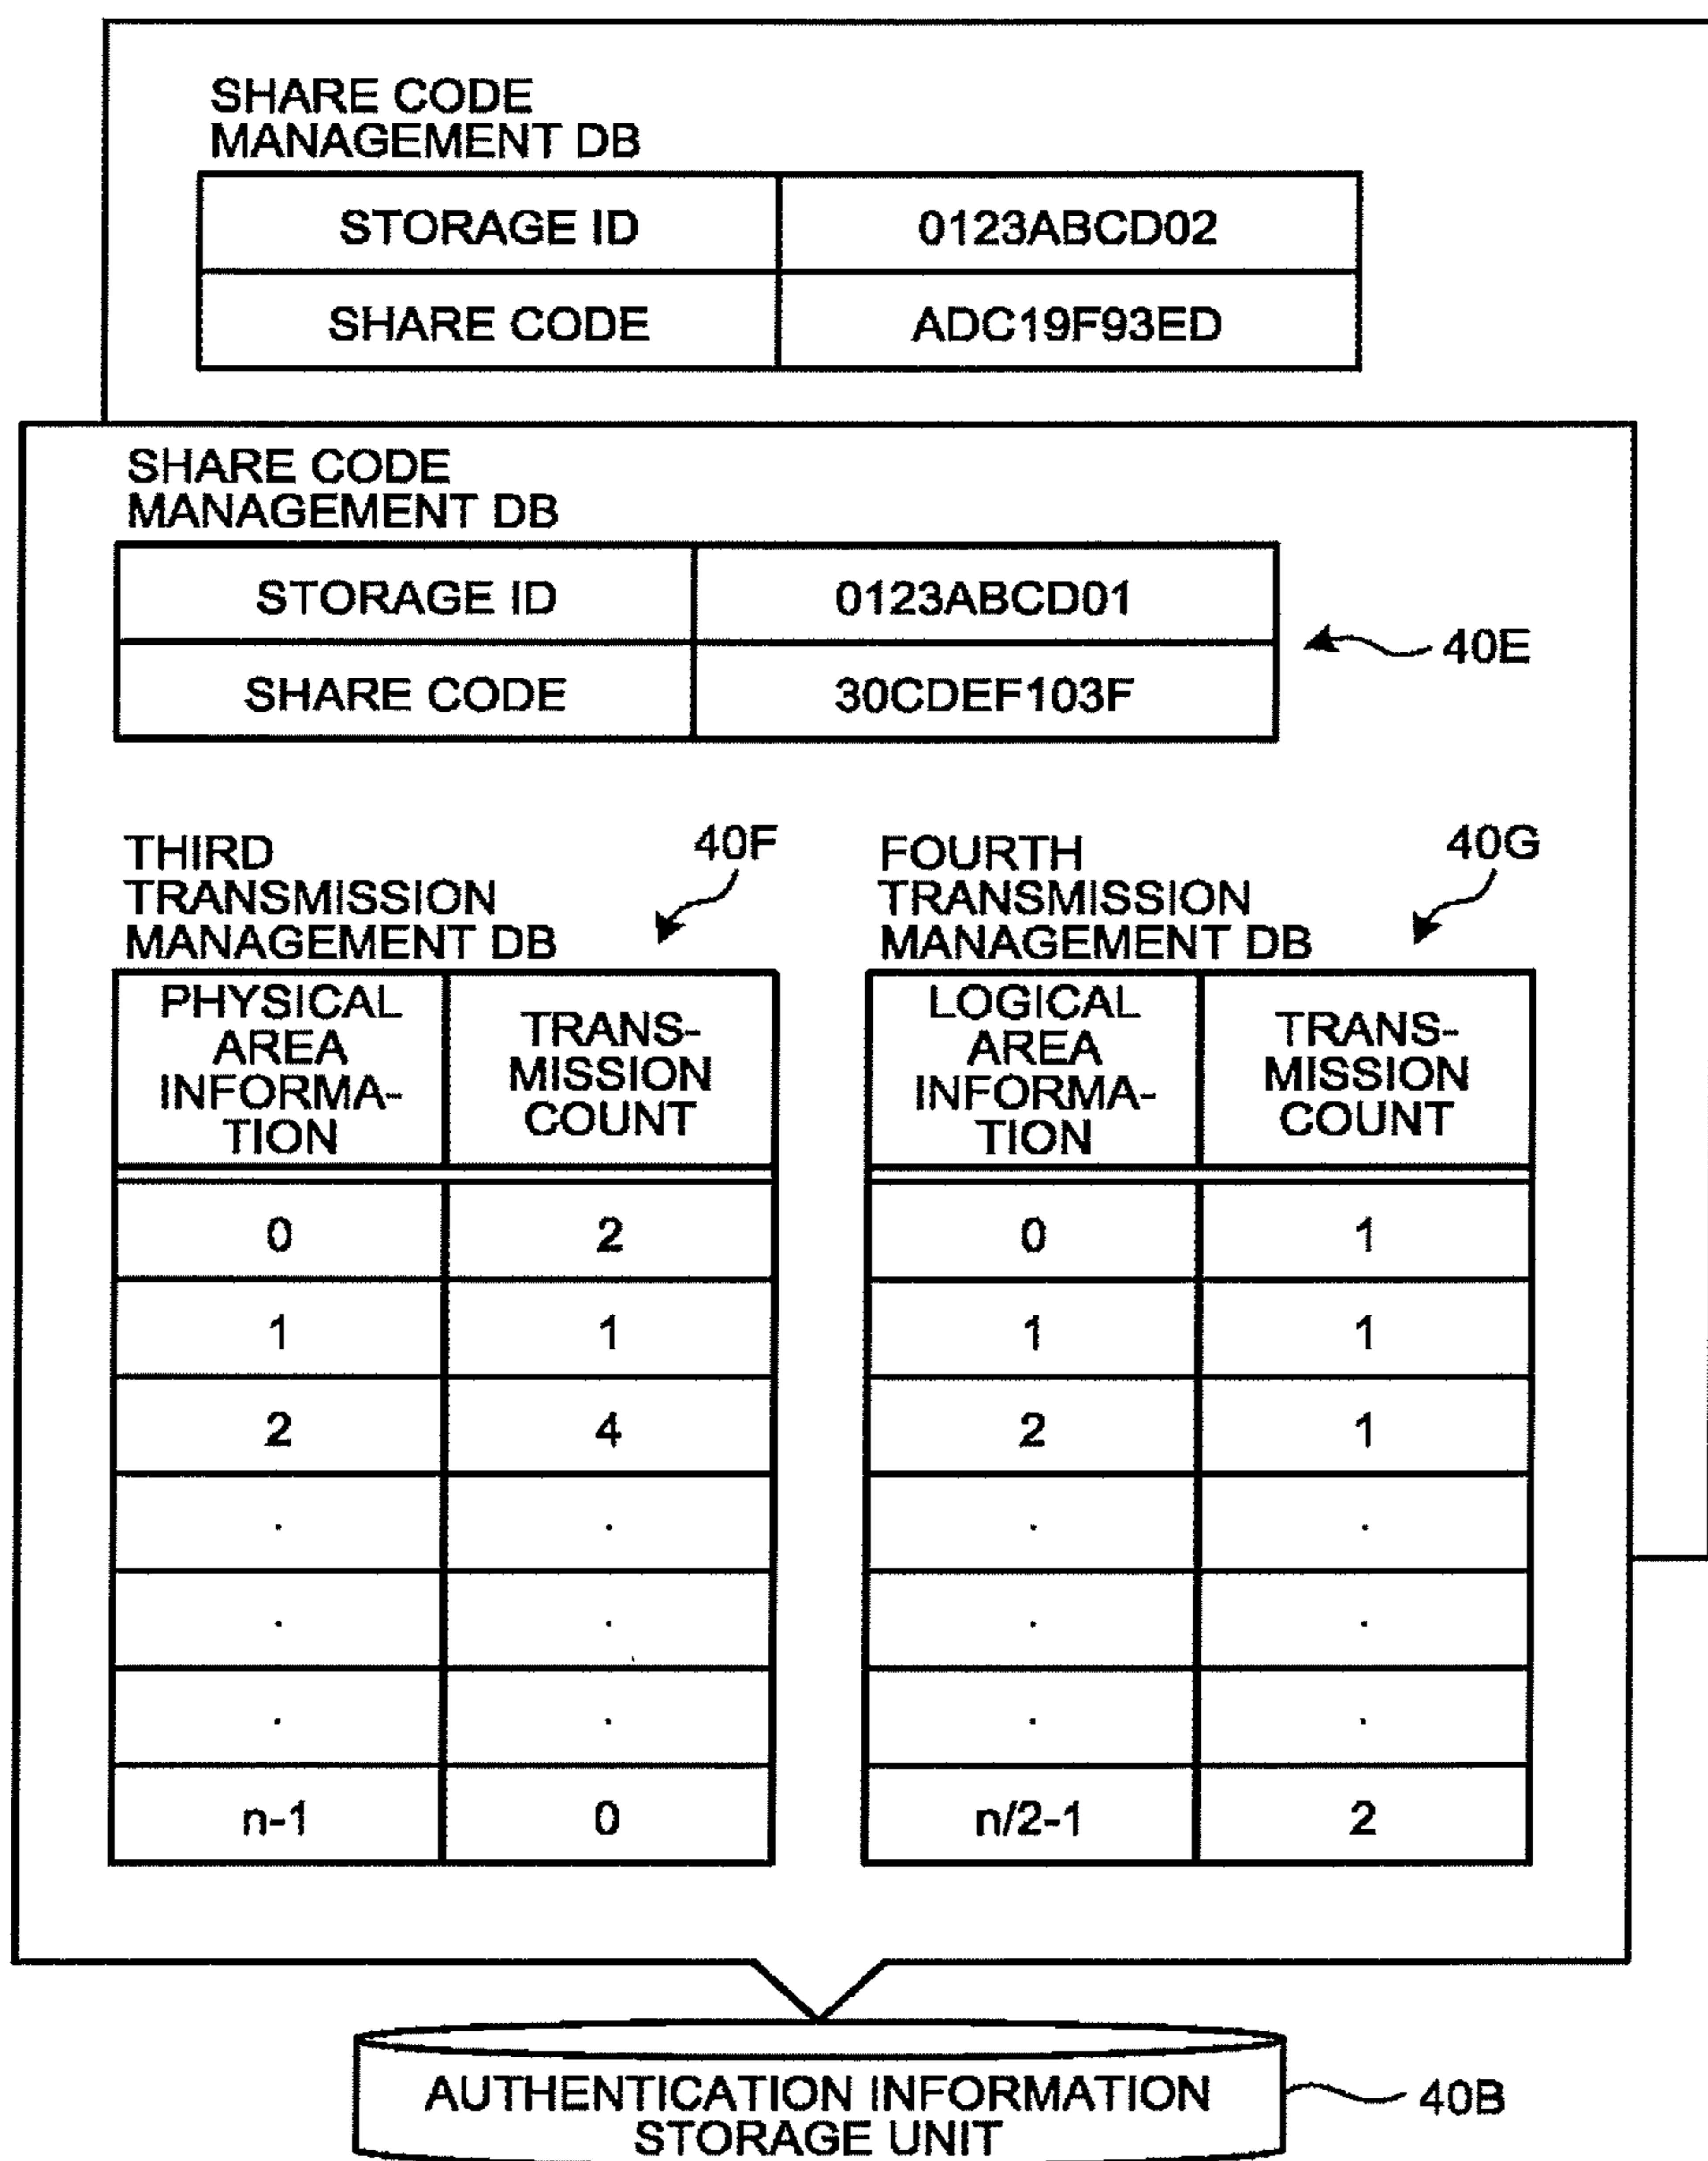 SHARE CODE
MANAGEMENT DB
STORAGE ID 0123ABCD02
SHARE CODE ADC19F93ED
SHARE CODE
MANAGEMENT DB
STORAGE ID 0123ABCD01
SHARE CODE 30CDEF103F
40E
THIRD
TRANSMISSION
MANAGEMENT DB
40F
PHYSICAL
AREA
INFORMA-
TION
TRANS-
MISSION
COUNT
0 2
1 1
2 4
. .
. .
. .
n-1 0
FOURTH
TRANSMISSION
MANAGEMENT DB
40G
LOGICAL
AREA
INFORMA-
TION
TRANS-
MISSION
COUNT
0 1
1 1
2 1
. .
. .
. .
n/2-1 2
AUTHENTICATION INFORMATION
STORAGE UNIT
40B